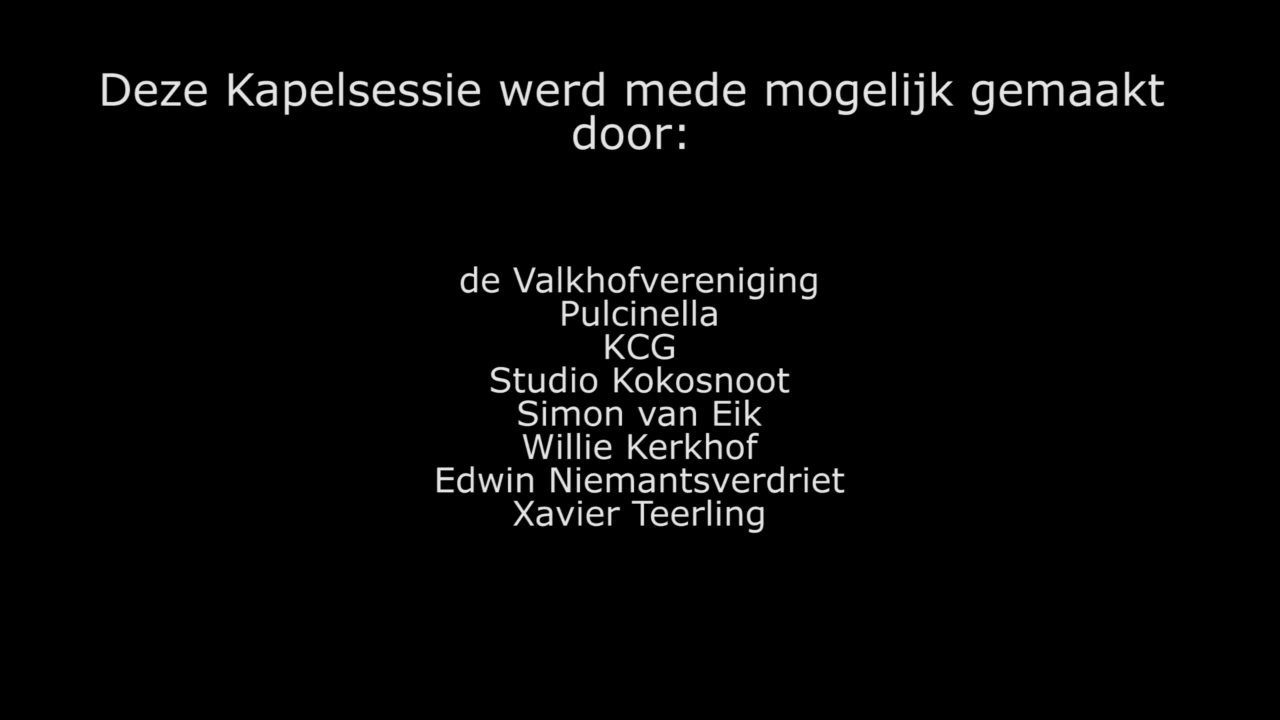 Deze Kapelsessie werd mede mogelijk gemaakt
door:
de Valkhofvereniging
Pulcinella
KCG
Studio Kokosnoot
Simon van Eik
Willie Kerkhof
Edwin Niemantsverdriet
Xavier Teerling